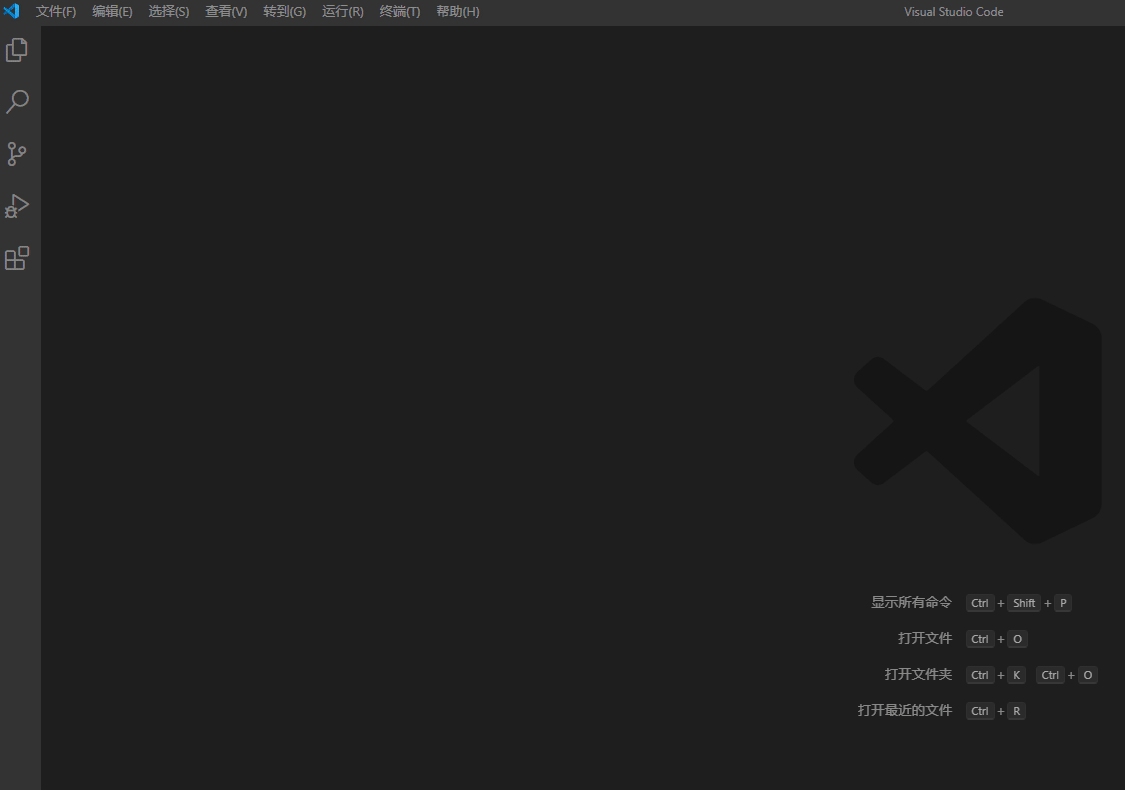 文件(F) 编辑(E) 选择(S) 查看(V) 转到(G) 运行(R) 终端(T) 帮助(H) Visual Studio Code
显示所有命令 Ctrl + Shift + P
打开文件 Ctrl + O
打开文件夹 Ctrl + K Ctrl + O
打开最近的文件 Ctrl + R